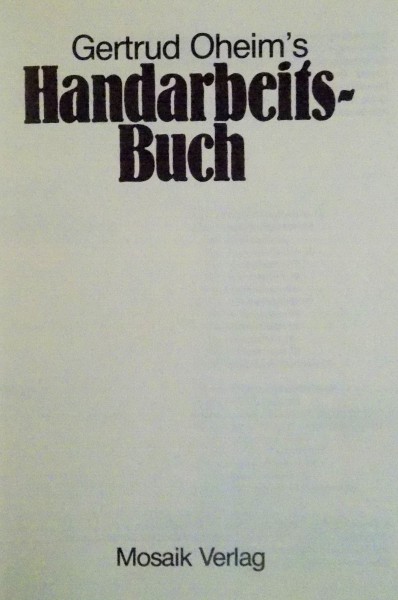 Gertrud Oheim's
Handarbeits-
Buch
Mosaik Verlag